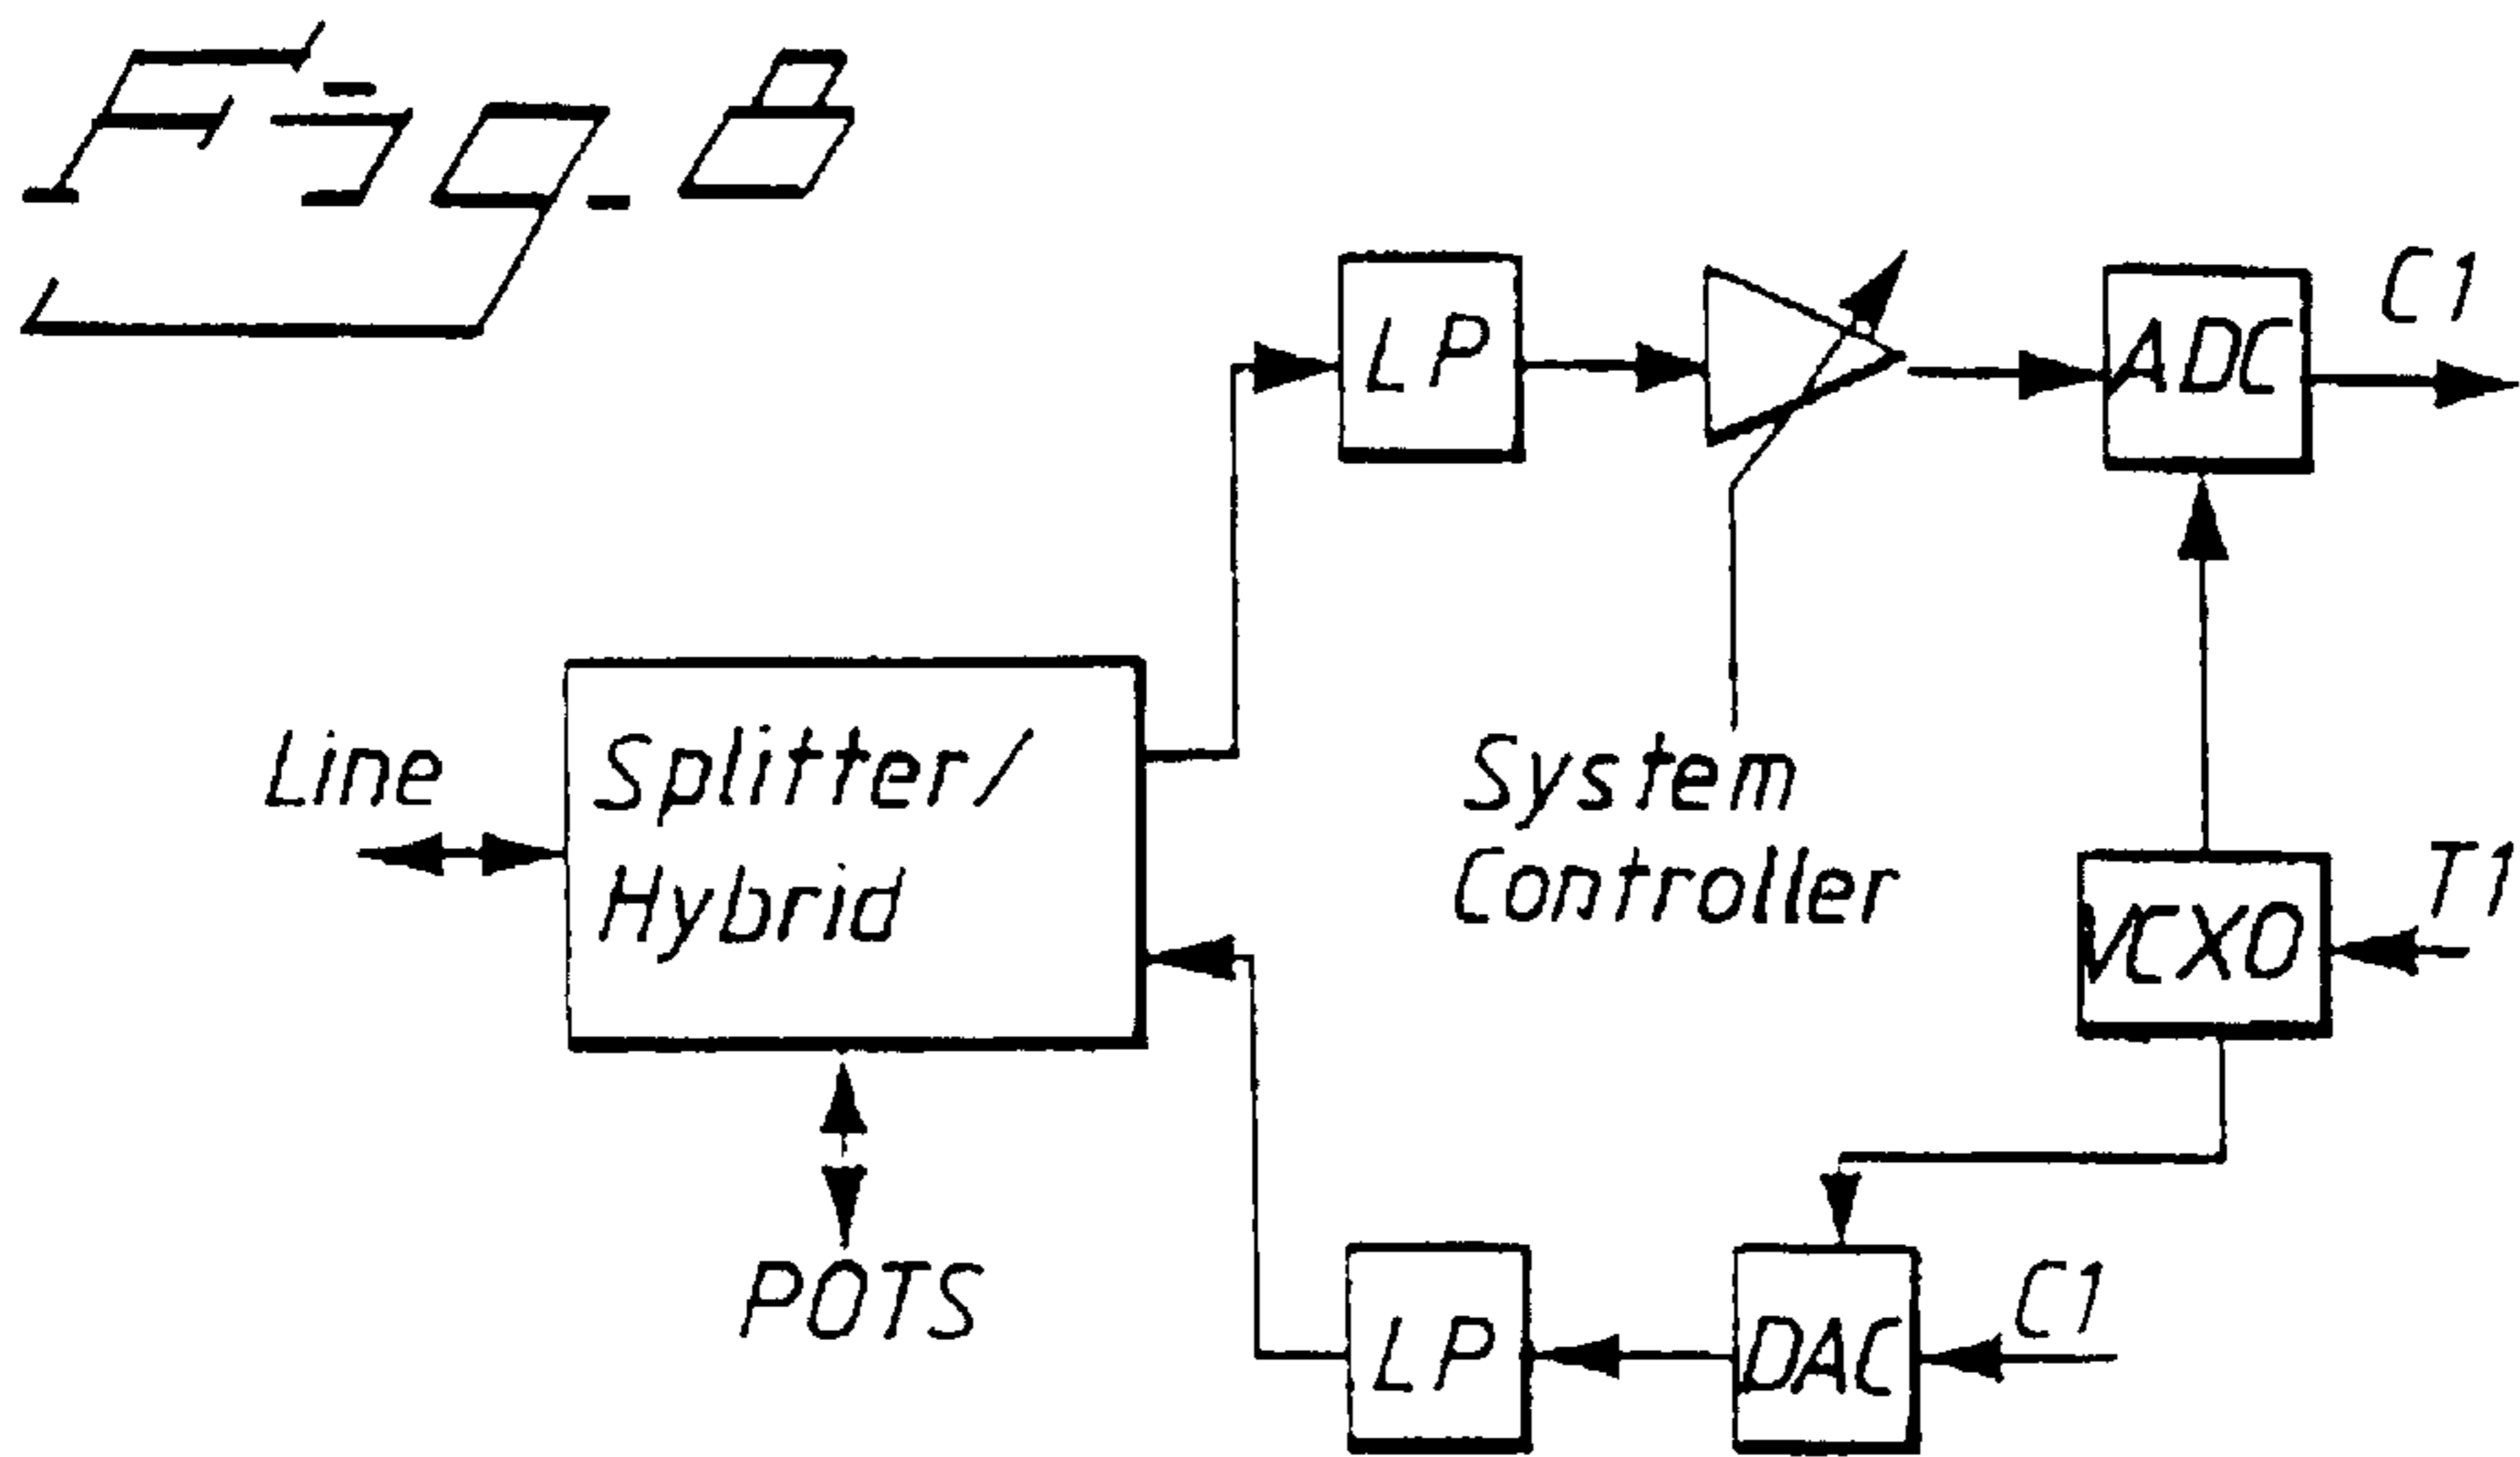 Fig. 8
LP
ADC
C1
Line
Splitter/
Hybrid
System
Controller
VCXO
T1
POTS
LP
DAC
C1